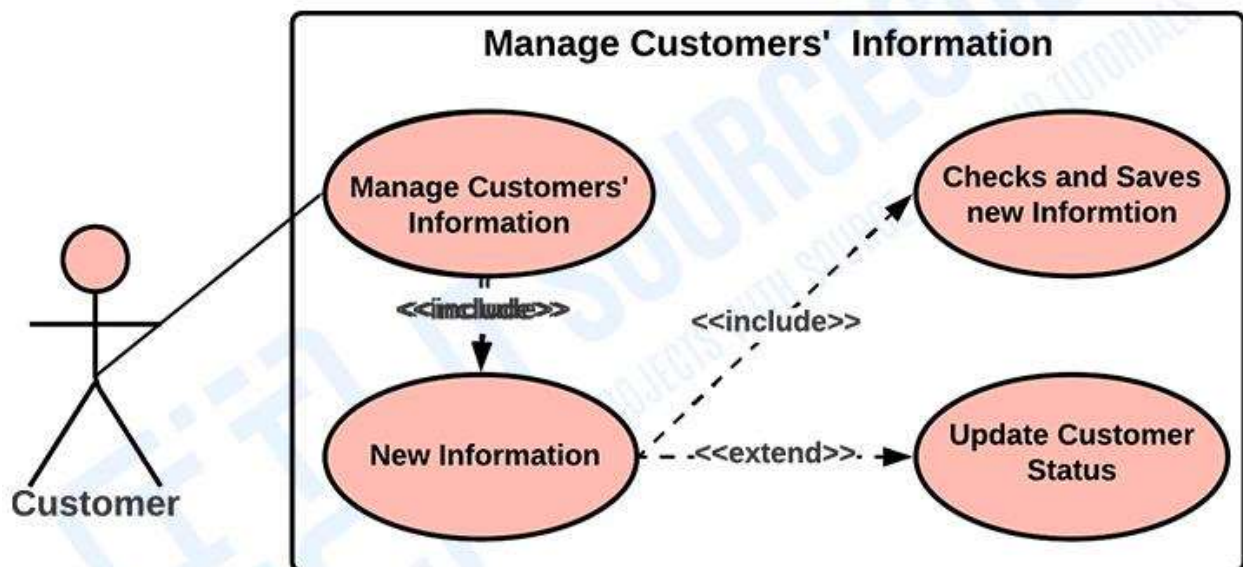 Manage Customers' Information
Manage Customers'
Information
Checks and Saves
new Informtion
<<include>>
<<include>>
New Information
<<extend>>
Update Customer
Status
Customer